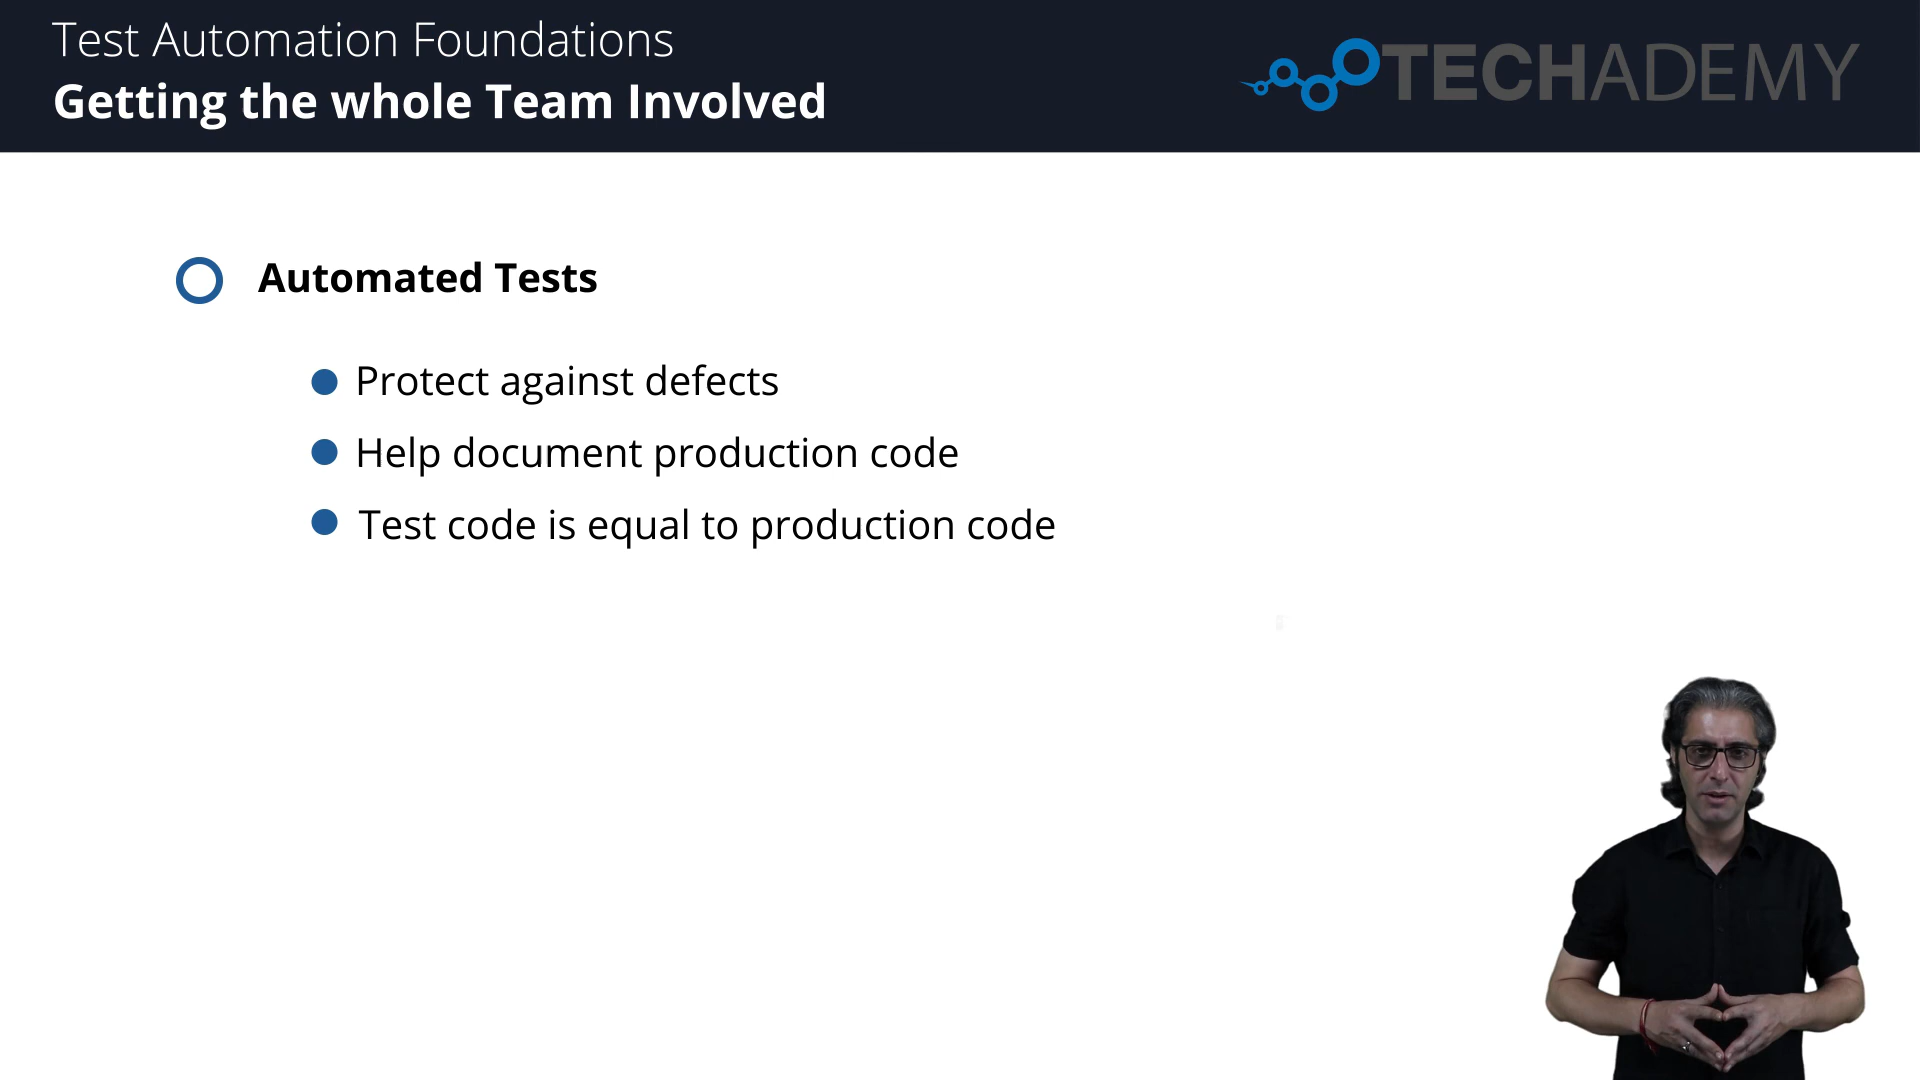 Test Automation Foundations
Getting the whole Team Involved
TECHADEMY
Automated Tests
Protect against defects
Help document production code
Test code is equal to production code